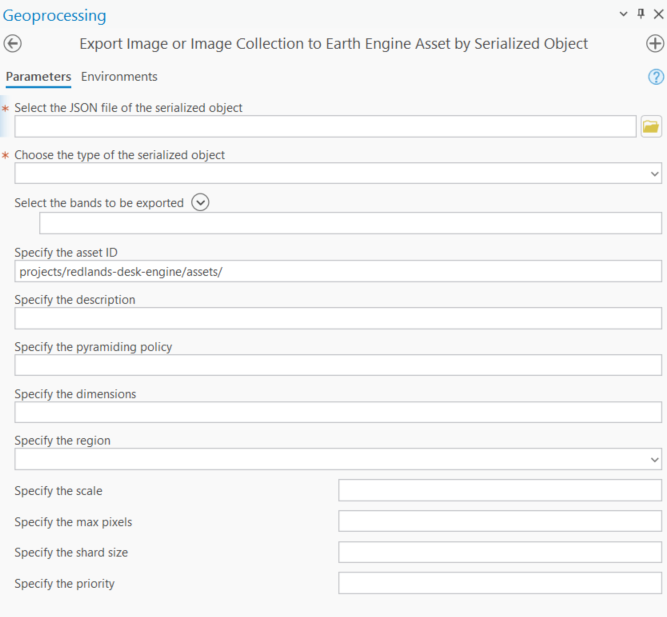 Geoprocessing
Export Image or Image Collection to Earth Engine Asset by Serialized Object
Parameters Environments
* Select the JSON file of the serialized object
* Choose the type of the serialized object
Select the bands to be exported
Specify the asset ID
projects/redlands-desk-engine/assets/
Specify the description
Specify the pyramiding policy
Specify the dimensions
Specify the region
Specify the scale
Specify the max pixels
Specify the shard size
Specify the priority